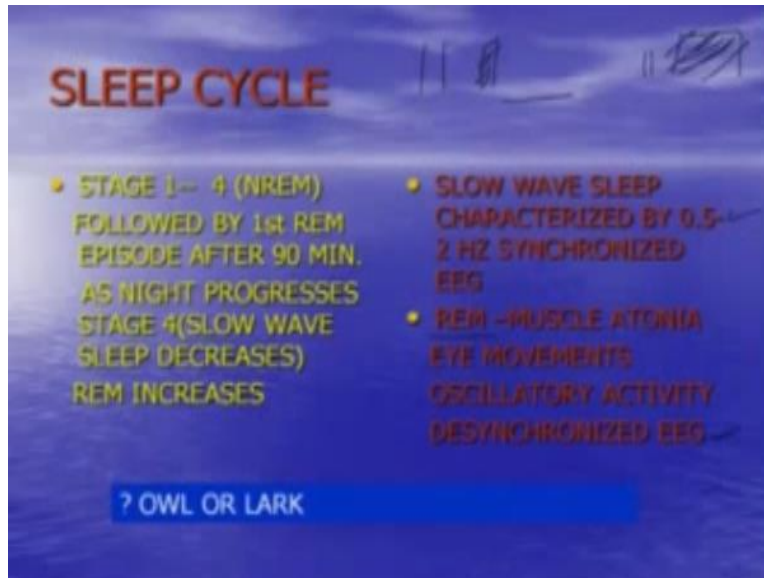 SLEEP CYCLE
• STAGE 1-- 4 (NREM)
FOLLOWED BY 1st REM
EPISODE AFTER 90 MIN.
AS NIGHT PROGRESSES
STAGE 4(SLOW WAVE
SLEEP DECREASES)
REM INCREASES
• SLOW WAVE SLEEP
CHARACTERIZED BY 0.5-
2 HZ SYNCHRONIZED
EEG
• REM –MUSCLE ATONIA
EYE MOVEMENTS
OSCILLATORY ACTIVITY
DESYNCHRONIZED EEG
? OWL OR LARK